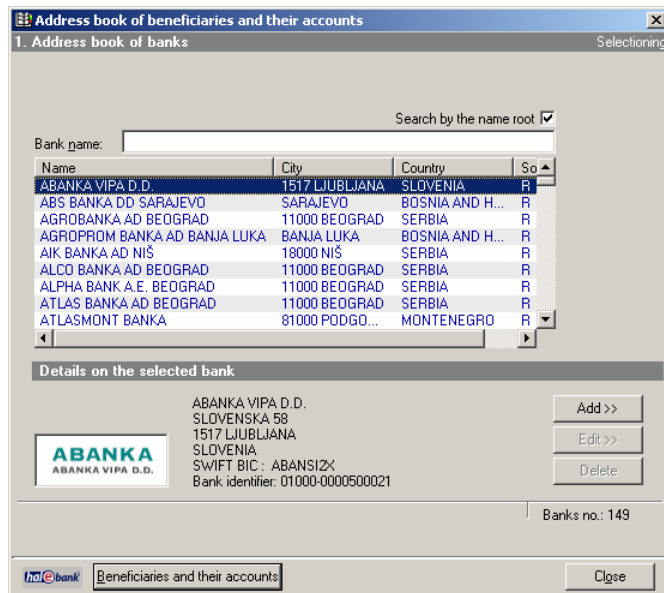 Address book of beneficiaries and their accounts
1. Address book of banks Selectioning
Search by the name root
Bank name:
Name City Country So
ABANKA VIPA D.D. 1517 LJUBLJANA SLOVENIA R
ABS BANKA DD SARAJEVO SARAJEVO BOSNIA AND H... R
AGROBANKA AD BEOGRAD 11000 BEOGRAD SERBIA R
AGROPROM BANKA AD BANJA LUKA BANJA LUKA BOSNIA AND H... R
AIK BANKA AD NIŠ 18000 NIŠ SERBIA R
ALCO BANKA AD BEOGRAD 11000 BEOGRAD SERBIA R
ALPHA BANK A.E. BEOGRAD 11000 BEOGRAD SERBIA R
ATLAS BANKA AD BEOGRAD 11000 BEOGRAD SERBIA R
ATLASMONT BANKA 81000 PODGO... MONTENEGRO R
Details on the selected bank
ABANKA
ABANKA VIPA D.D.
ABANKA VIPA D.D.
SLOVENSKA 58
1517 LJUBLJANA
SLOVENIA
SWIFT BIC : ABANSI2X
Bank identifier: 01000-0000500021
Add >>
Edit >>
Delete
Banks no.: 149
hal e bank Beneficiaries and their accounts Close